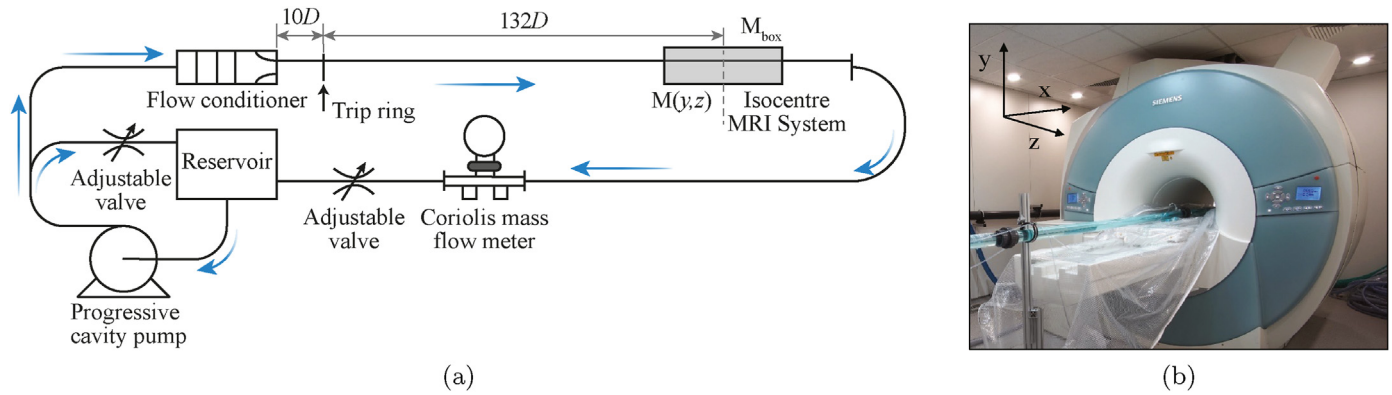 10D
132D
M_box
Flow conditioner
Trip ring
M(y,z)
Isocentre
MRI System
Adjustable
valve
Reservoir
Adjustable
valve
Coriolis mass
flow meter
Progressive
cavity pump
(a)
y
x
z
SIEMENS
(b)